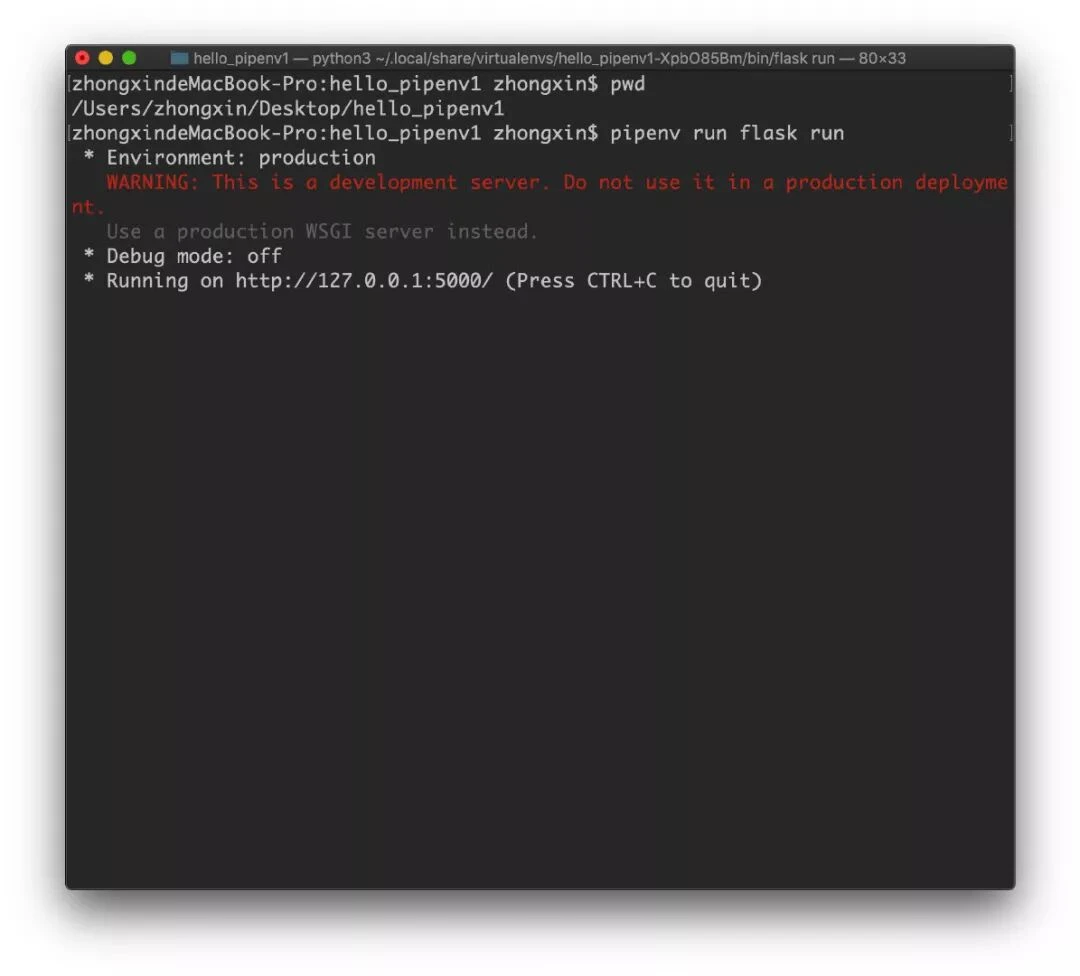 hello_pipenv1 — python3 ~/.local/share/virtualenvs/hello_pipenv1-XpbO85Bm/bin/flask run — 80×33
[zhongxindeMacBook-Pro:hello_pipenv1 zhongxin$ pwd ]
/Users/zhongxin/Desktop/hello_pipenv1
[zhongxindeMacBook-Pro:hello_pipenv1 zhongxin$ pipenv run flask run ]
* Environment: production
WARNING: This is a development server. Do not use it in a production deployme
nt.
Use a production WSGI server instead.
* Debug mode: off
* Running on http://127.0.0.1:5000/ (Press CTRL+C to quit)